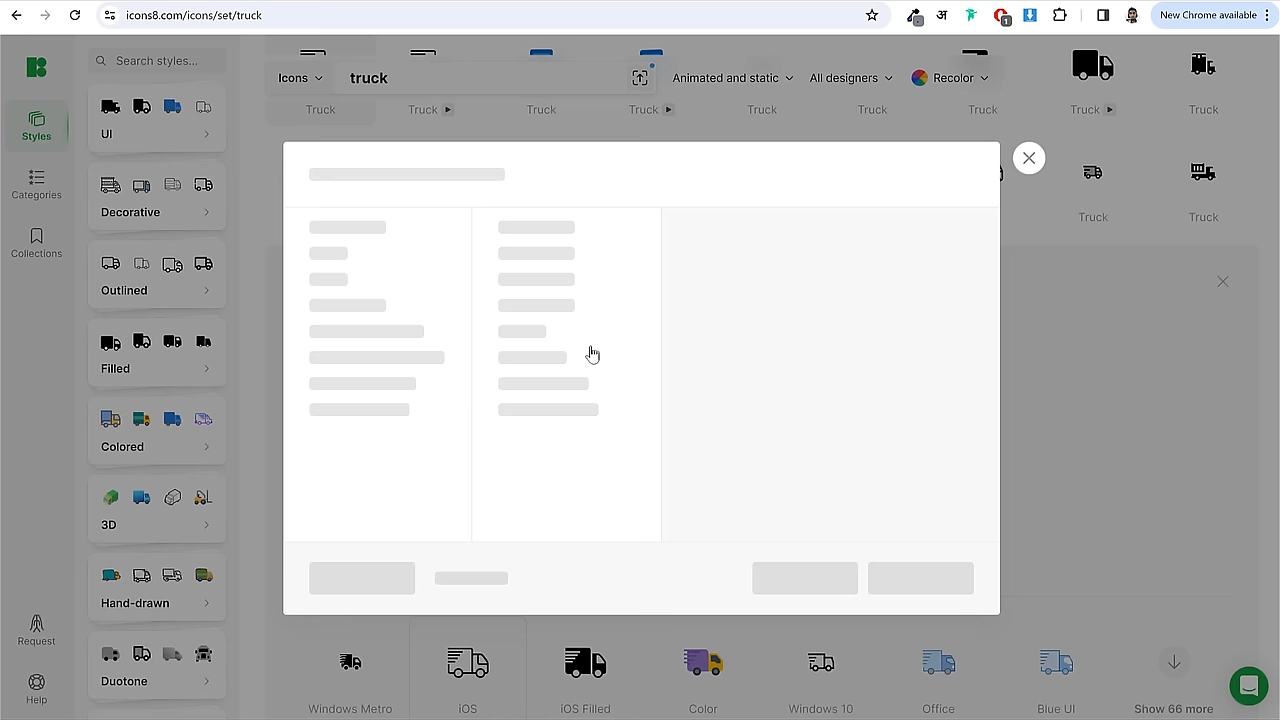 icons8.com/icons/set/truck
अ
1
New Chrome available
Search styles...
Icons
truck
Animated and static
All designers
Recolor
Truck
Truck
Truck
Truck
Truck
Truck
Truck
Truck
Truck
Styles
UI
Categories
Decorative
Truck
Truck
Collections
Outlined
Filled
Colored
3D
Hand-drawn
Request
Duotone
Help
Windows Metro
iOS
iOS Filled
Color
Windows 10
Office
Blue UI
Show 66 more